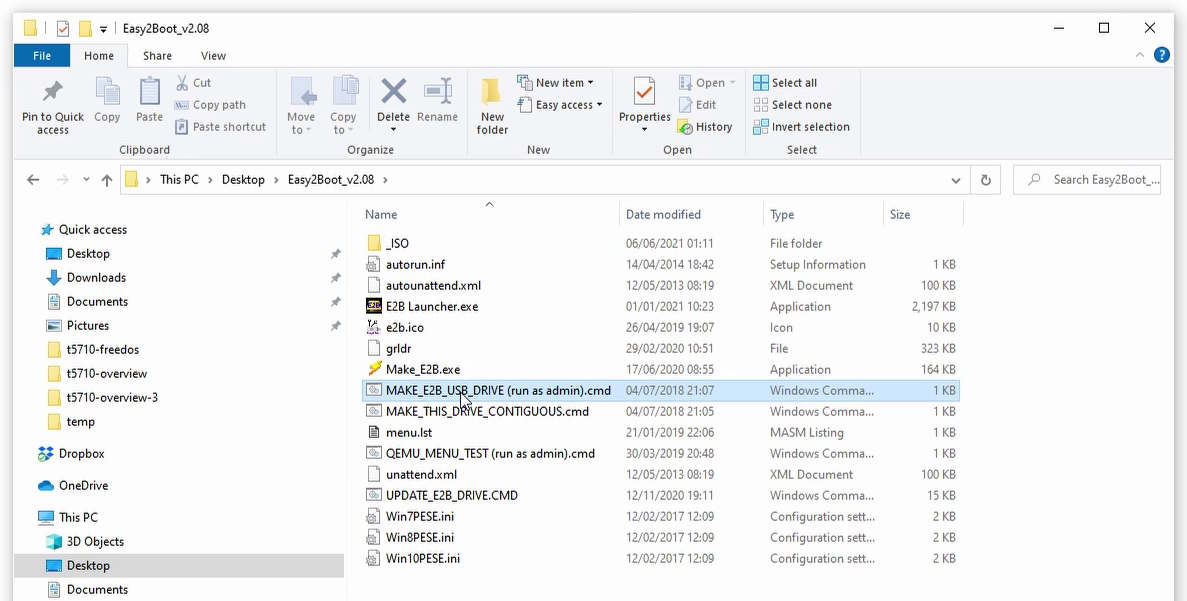 Easy2Boot_v2.08
File Home Share View
Pin to Quick access
Copy
Paste
Cut
Copy path
Paste shortcut
Clipboard
Move to
Copy to
Delete
Rename
Organize
New folder
New item
Easy access
New
Properties
Open
Edit
History
Open
Select all
Select none
Invert selection
Select
This PC > Desktop > Easy2Boot_v2.08 >
Search Easy2Boot_...
Quick access
Desktop
Downloads
Documents
Pictures
t5710-freedos
t5710-overview
t5710-overview-3
temp
Dropbox
OneDrive
This PC
3D Objects
Desktop
Documents
Name Date modified Type Size
_ISO 06/06/2021 01:11 File folder
autorun.inf 14/04/2014 18:42 Setup Information 1 KB
autounattend.xml 12/05/2013 08:19 XML Document 100 KB
E2B Launcher.exe 01/01/2021 10:23 Application 2,197 KB
e2b.ico 26/04/2019 19:07 Icon 10 KB
grldr 29/02/2020 10:51 File 323 KB
Make_E2B.exe 17/06/2020 08:55 Application 164 KB
MAKE_E2B_USB_DRIVE (run as admin).cmd 04/07/2018 21:07 Windows Comma... 1 KB
MAKE_THIS_DRIVE_CONTIGUOUS.cmd 04/07/2018 21:05 Windows Comma... 1 KB
menu.lst 21/01/2019 22:06 MASM Listing 1 KB
QEMU_MENU_TEST (run as admin).cmd 30/03/2019 20:48 Windows Comma... 1 KB
unattend.xml 12/05/2013 08:19 XML Document 100 KB
UPDATE_E2B_DRIVE.CMD 12/11/2020 19:11 Windows Comma... 15 KB
Win7PESE.ini 12/02/2017 12:09 Configuration sett... 2 KB
Win8PESE.ini 12/02/2017 12:09 Configuration sett... 2 KB
Win10PESE.ini 12/02/2017 12:09 Configuration sett... 2 KB